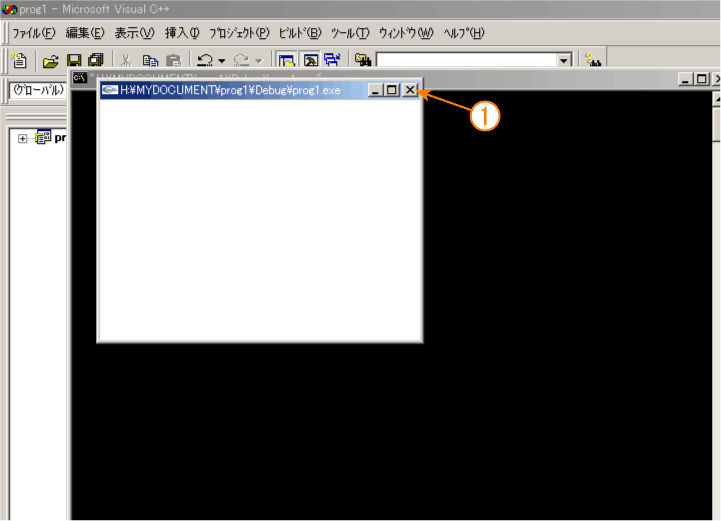 prog1 - Microsoft Visual C++
ファイル(F) 編集(E) 表示(V) 挿入(I) プロジェクト(P) ビルド(B) ツール(T) ウィンドウ(W) ヘルプ(H)
(グローバル)
H:¥MYDOCUMENT¥prog1¥Debug¥prog1.exe
1
pr